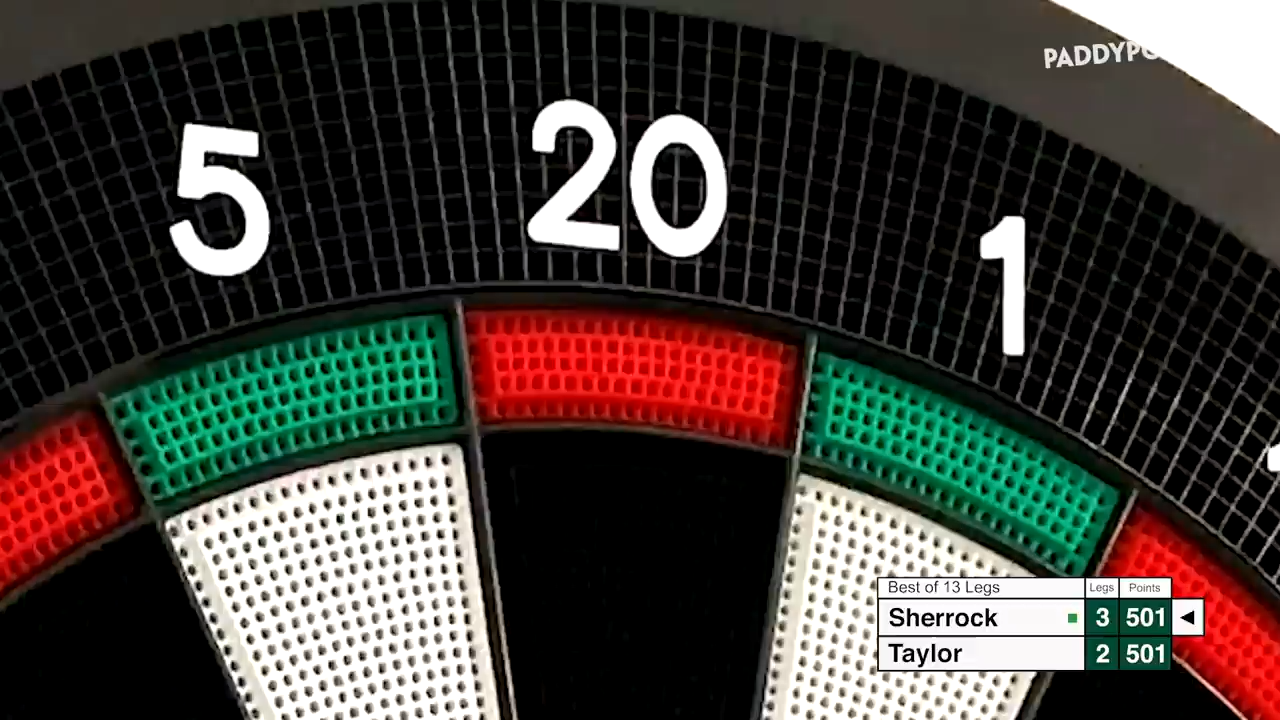 PADDYPO
5
20
1
Best of 13 Legs Legs Points
Sherrock 3 501
Taylor 2 501